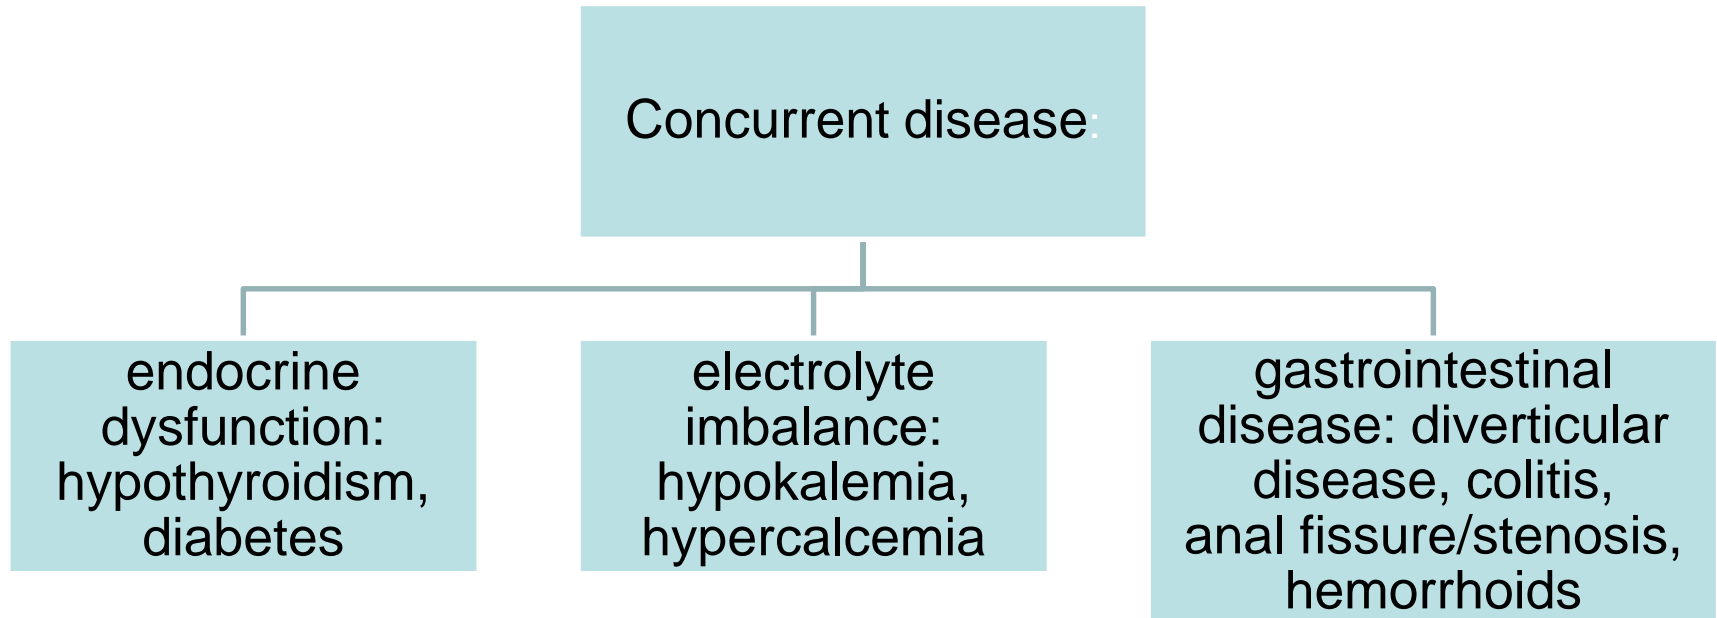 Concurrent disease:
endocrine
dysfunction:
hypothyroidism,
diabetes
electrolyte
imbalance:
hypokalemia,
hypercalcemia
gastrointestinal
disease: diverticular
disease, colitis,
anal fissure/stenosis,
hemorrhoids